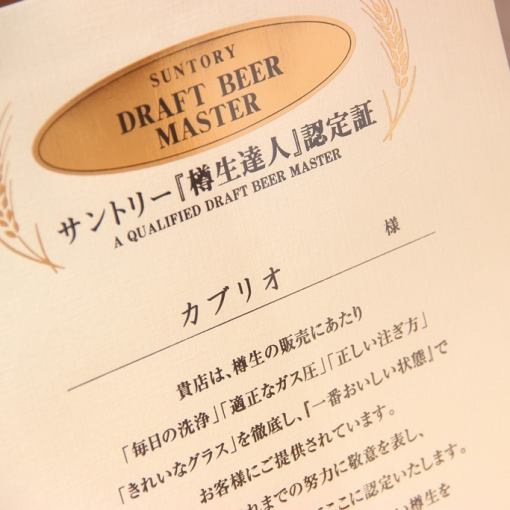 SUNTORY
DRAFT BEER
MASTER
サントリー『樽生達人』認定証
A QUALIFIED DRAFT BEER MASTER
カブリオ 様
貴店は、樽生の販売にあたり
「毎日の洗浄」「適正なガス圧」「正しい注ぎ方」
「きれいなグラス」を徹底し、『一番おいしい状態』で
お客様にご提供されています。
れまでの努力に敬意を表し、
ここに認定いたします。
樽生を